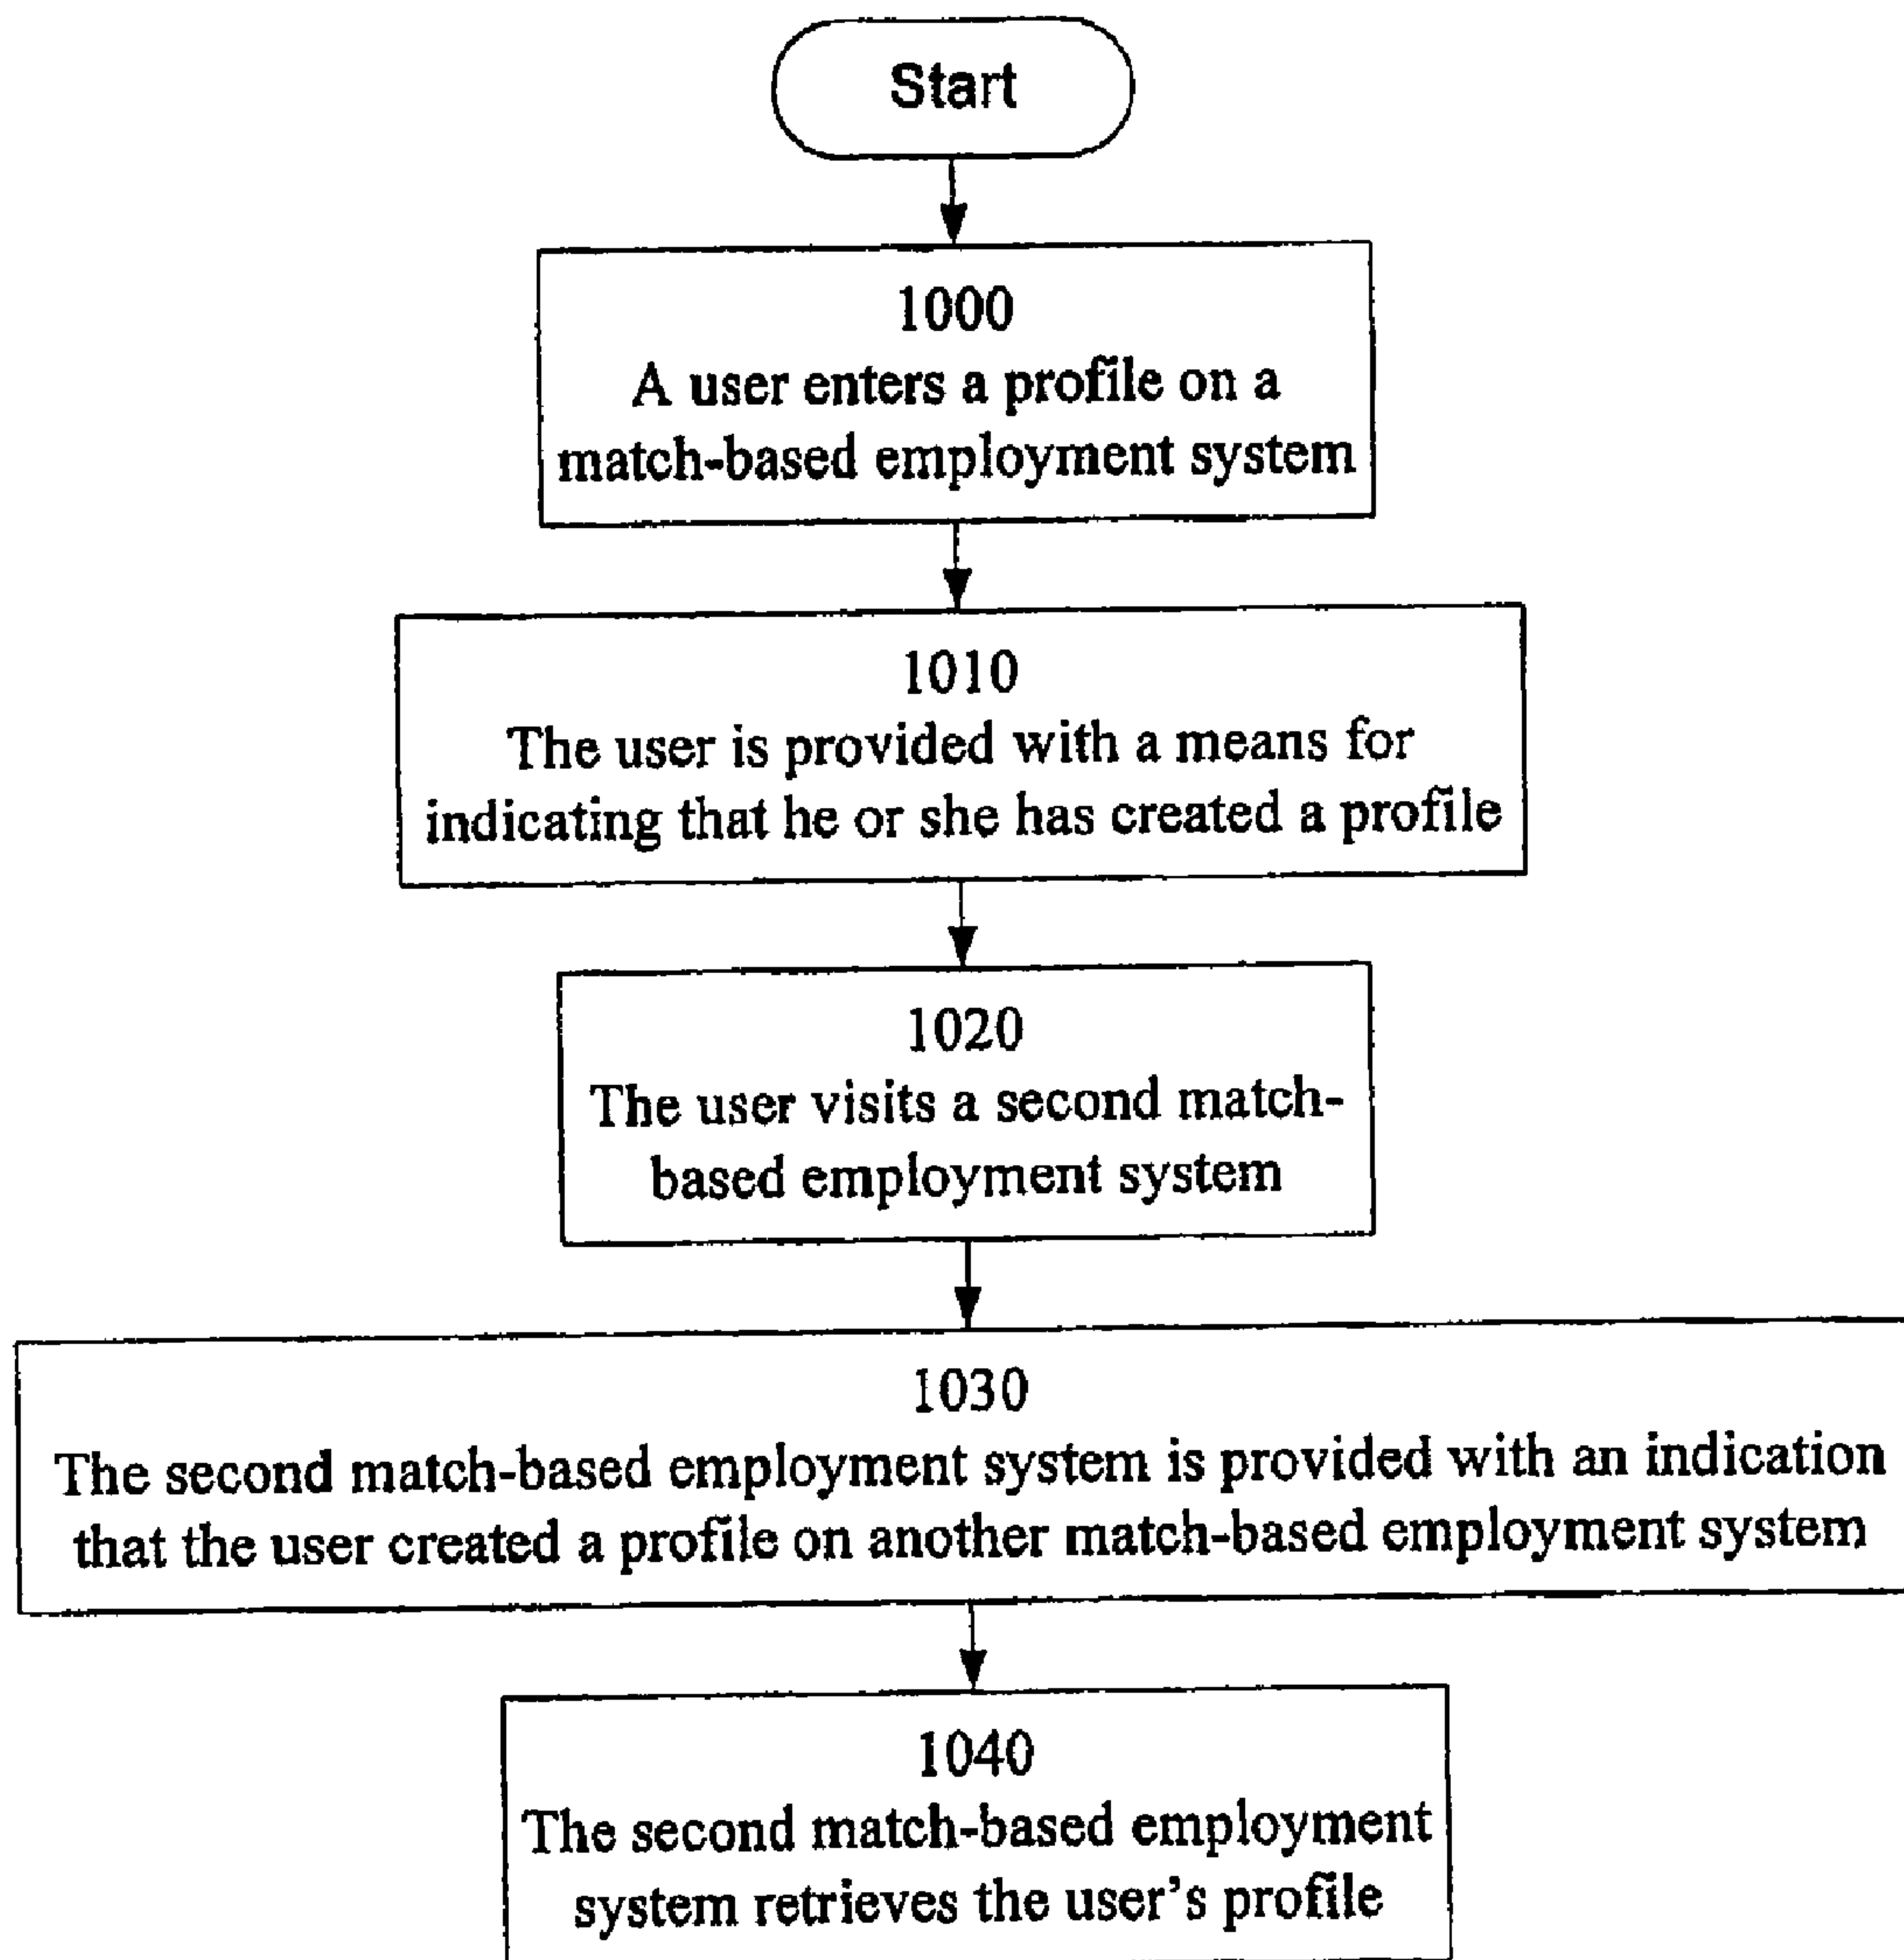 Start
1000
A user enters a profile on a
match-based employment system
1010
The user is provided with a means for
indicating that he or she has created a profile
1020
The user visits a second match-
based employment system
1030
The second match-based employment system is provided with an indication
that the user created a profile on another match-based employment system
1040
The second match-based employment
system retrieves the user's profile